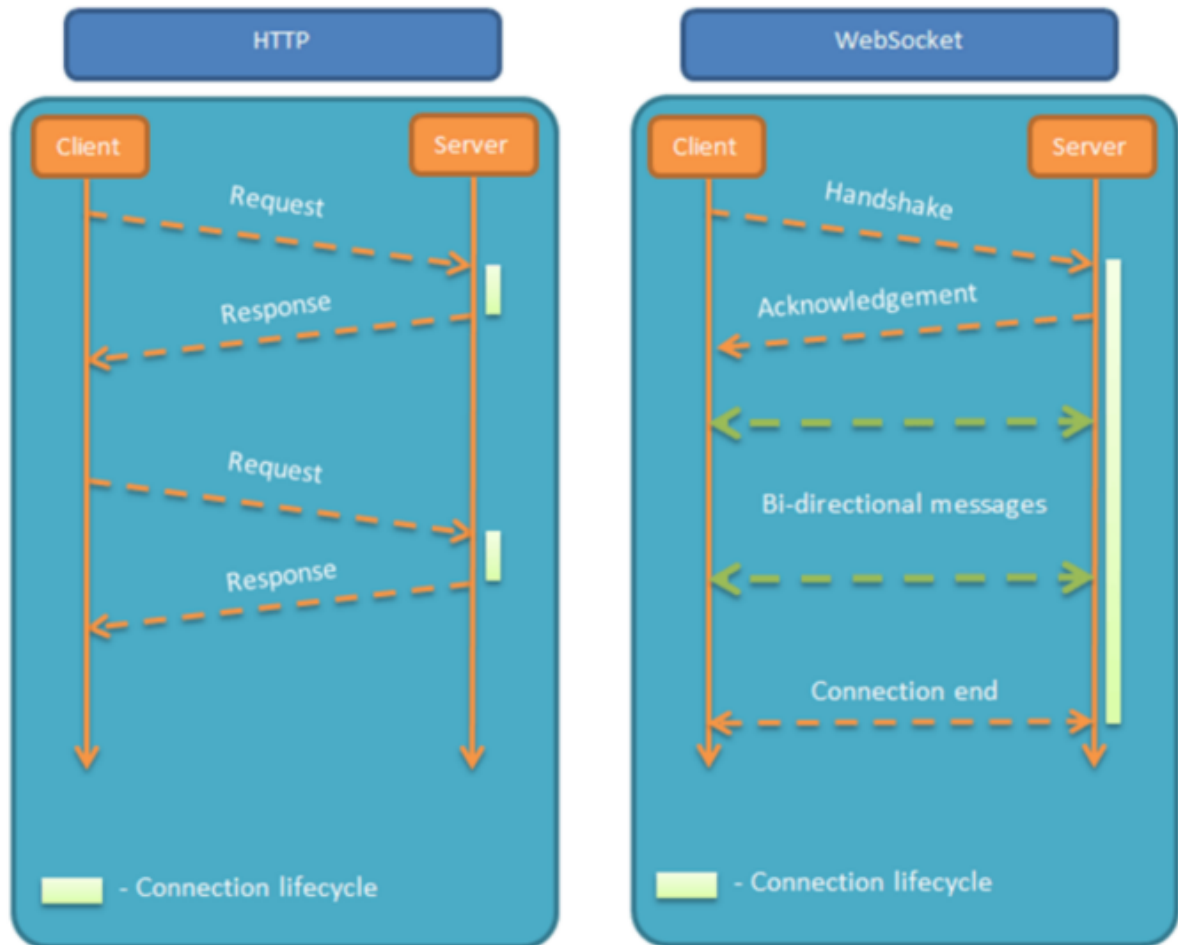 HTTP
Client
Server
Request
Response
Request
Response
- Connection lifecycle
WebSocket
Client
Server
Handshake
Acknowledgement
Bi-directional messages
Connection end
- Connection lifecycle